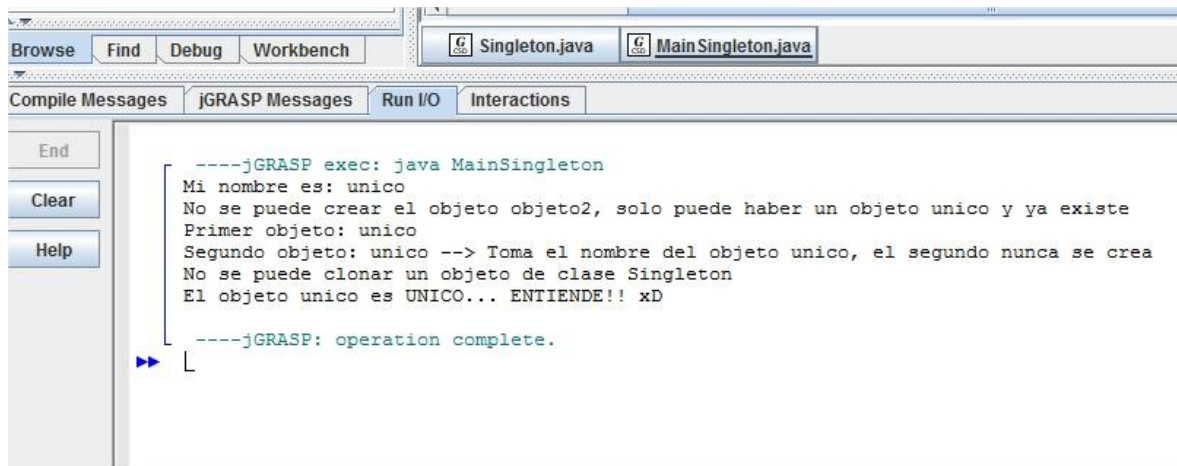 Browse Find Debug Workbench
Singleton.java MainSingleton.java
Compile Messages jGRASP Messages Run I/O Interactions
End
Clear
Help
----jGRASP exec: java MainSingleton
Mi nombre es: unico
No se puede crear el objeto objeto2, solo puede haber un objeto unico y ya existe
Primer objeto: unico
Segundo objeto: unico --> Toma el nombre del objeto unico, el segundo nunca se crea
No se puede clonar un objeto de clase Singleton
El objeto unico es UNICO... ENTIENDE!! xD
----jGRASP: operation complete.